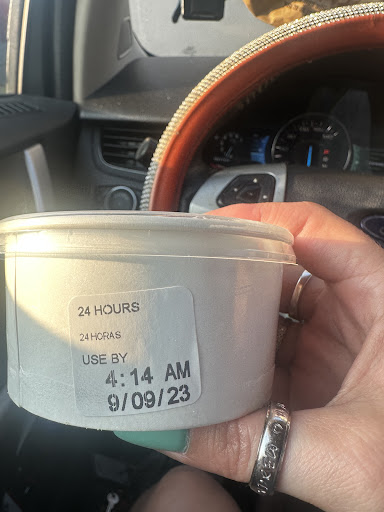 24 HOURS
24 HORAS
USE BY
4:14 AM
9/09/23